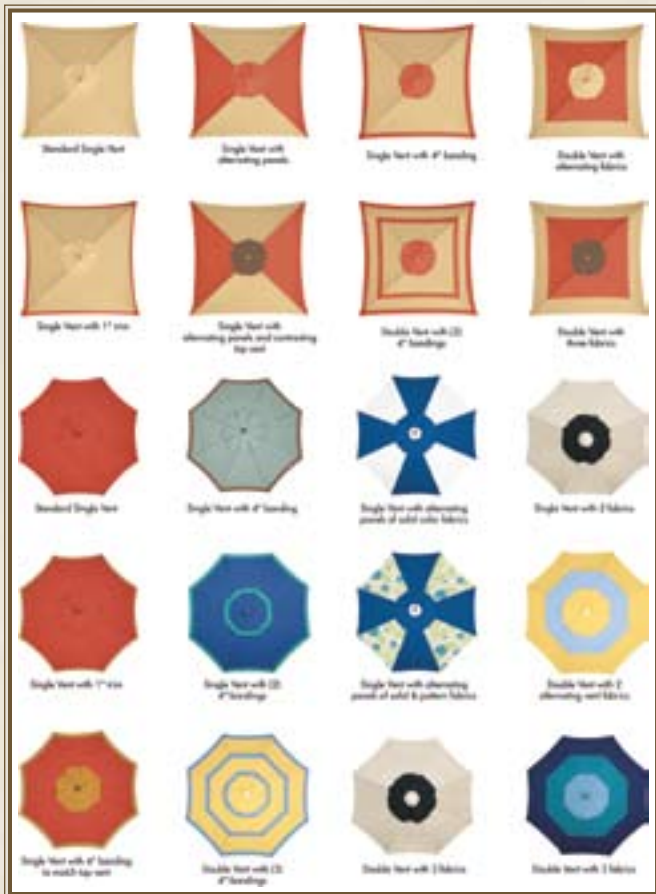 Standard Single Vent
Single Vent with
alternating panels
Single Vent with 4" banding
Double Vent with
alternating fabrics
Single Vent with 1" trim
Single Vent with
alternating panels and contrasting
top vent
Double Vent with (2)
4" bandings
Double Vent with
three fabrics
Standard Single Vent
Single Vent with 4" banding
Single Vent with alternating
panels of solid color fabrics
Single Vent with 2 fabrics
Single Vent with 1" trim
Single Vent with (2)
4" bandings
Single Vent with alternating
panels of solid & pattern fabrics
Double Vent with 2
alternating vent fabrics
Single Vent with 4" banding
to match top vent
Double Vent with (3)
4" bandings
Double Vent with 2 fabrics
Double Vent with 3 fabrics